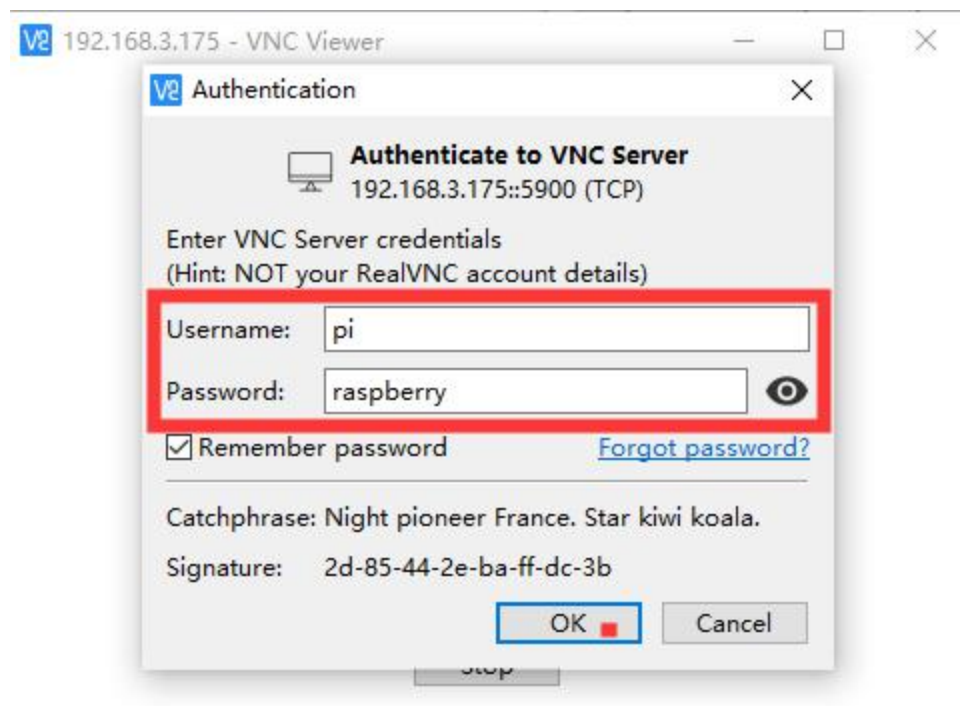 V2 192.168.3.175 - VNC Viewer
V2 Authentication
Authenticate to VNC Server
192.168.3.175::5900 (TCP)
Enter VNC Server credentials
(Hint: NOT your RealVNC account details)
Username: pi
Password: raspberry
Remember password Forgot password?
Catchphrase: Night pioneer France. Star kiwi koala.
Signature: 2d-85-44-2e-ba-ff-dc-3b
OK Cancel
Stop